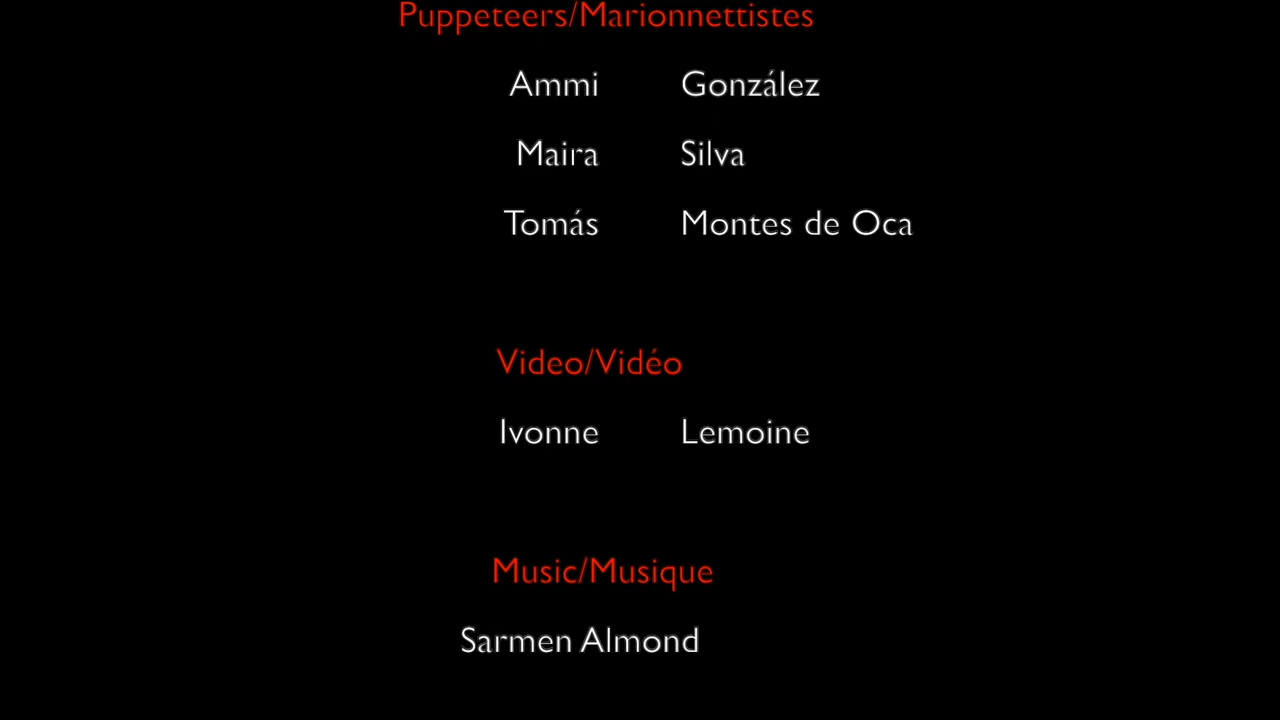 Puppeteers/Marionnettistes
Ammi González
Maira Silva
Tomás Montes de Oca
Video/Vidéo
Ivonne Lemoine
Music/Musique
Sarmen Almond